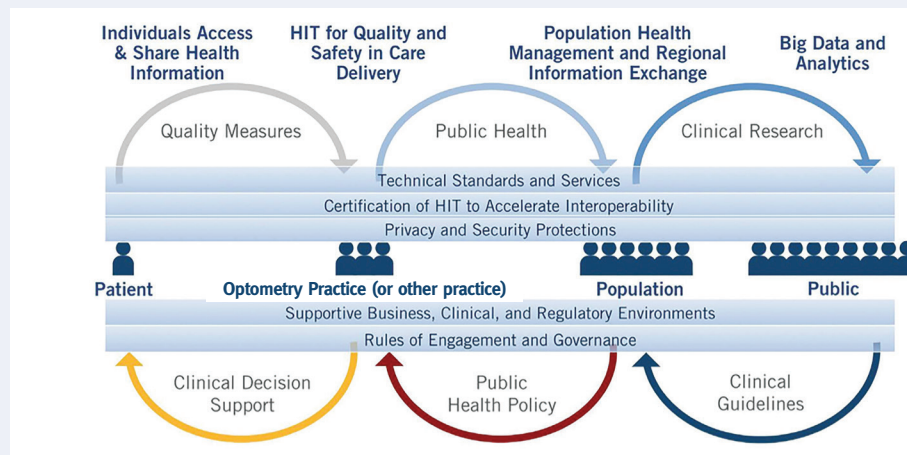 Individuals Access
& Share Health
Information
HIT for Quality and
Safety in Care
Delivery
Population Health
Management and Regional
Information Exchange
Big Data and
Analytics
Quality Measures
Public Health
Clinical Research
Technical Standards and Services
Certification of HIT to Accelerate Interoperability
Privacy and Security Protections
Patient
Optometry Practice (or other practice)
Population
Public
Supportive Business, Clinical, and Regulatory Environments
Rules of Engagement and Governance
Clinical Decision
Support
Public
Health Policy
Clinical
Guidelines